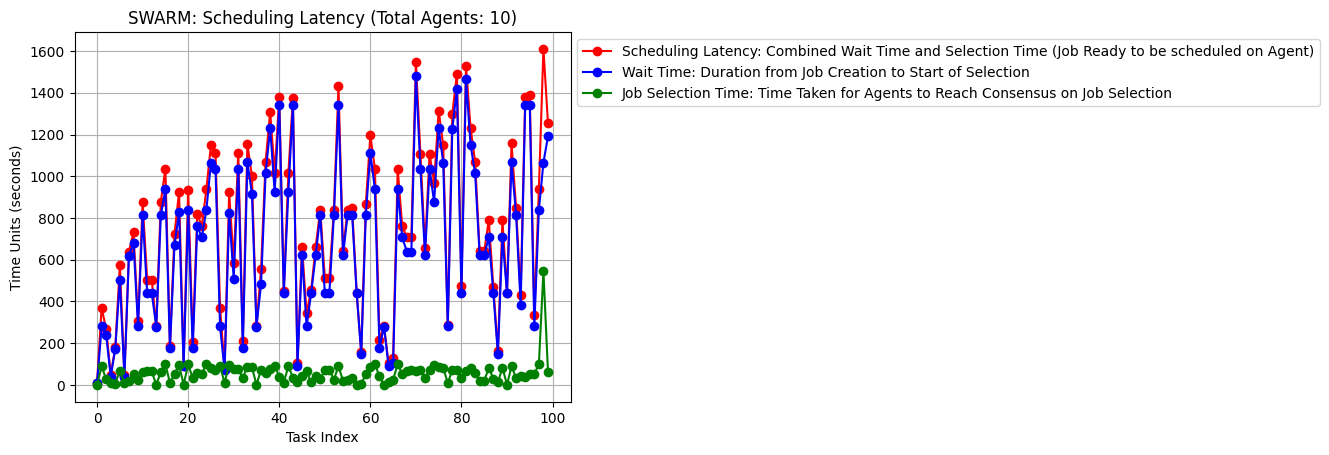 SWARM: Scheduling Latency (Total Agents: 10)
Scheduling Latency: Combined Wait Time and Selection Time (Job Ready to be scheduled on Agent)
Wait Time: Duration from Job Creation to Start of Selection
Job Selection Time: Time Taken for Agents to Reach Consensus on Job Selection
Time Units (seconds)
1600
1400
1200
1000
800
600
400
200
0
0 20 40 60 80 100
Task Index